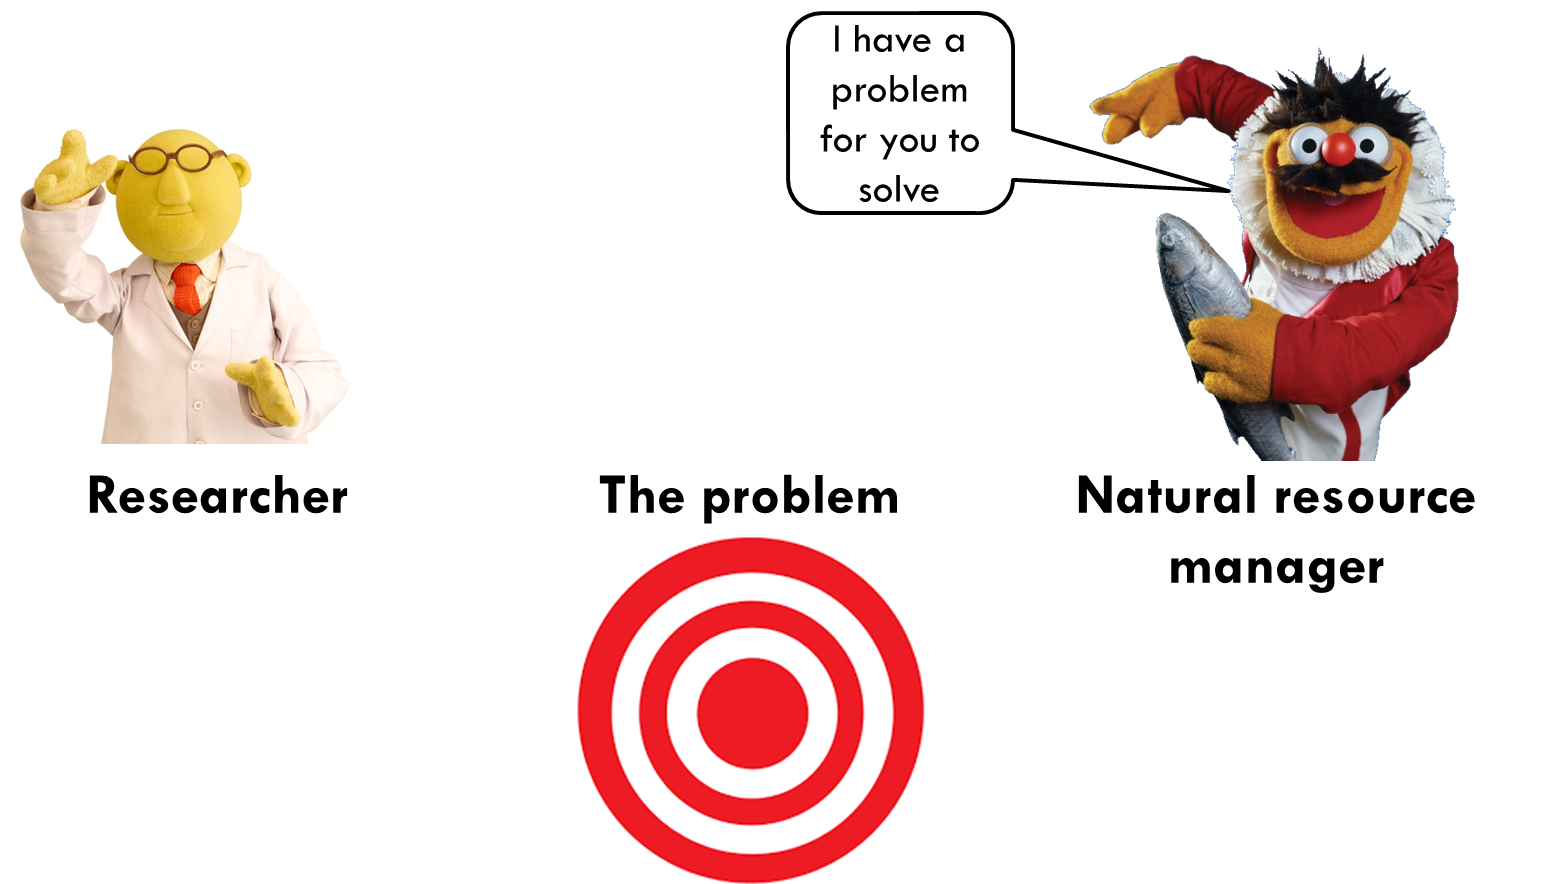 I have a
problem
for you to
solve
Researcher
The problem
Natural resource
manager